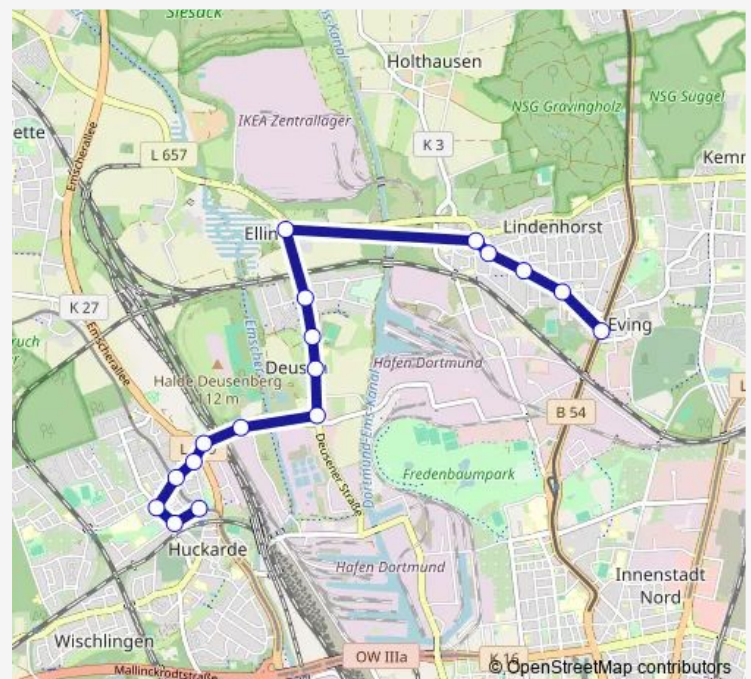 Siesack
Holthausen
NSG Gravingholz
NSG Süggel
IKEA Zentrallager
K 3
ette
L 657
Kemn
Emscherallee
Lindenhorst
Ellin
K 27
Eving
Emscherallee
Hafen Dortmund
Halde Deusenberg
112 m
Deusen
B 54
Deusener Straße
Dortmund-Ems-Kanal
Fredenbaumpark
Huckarde
Hafen Dortmund
Innenstadt
Nord
Wischlingen
OW IIIa
K 16
Mallinckrodtstraße
© OpenStreetMap contributors